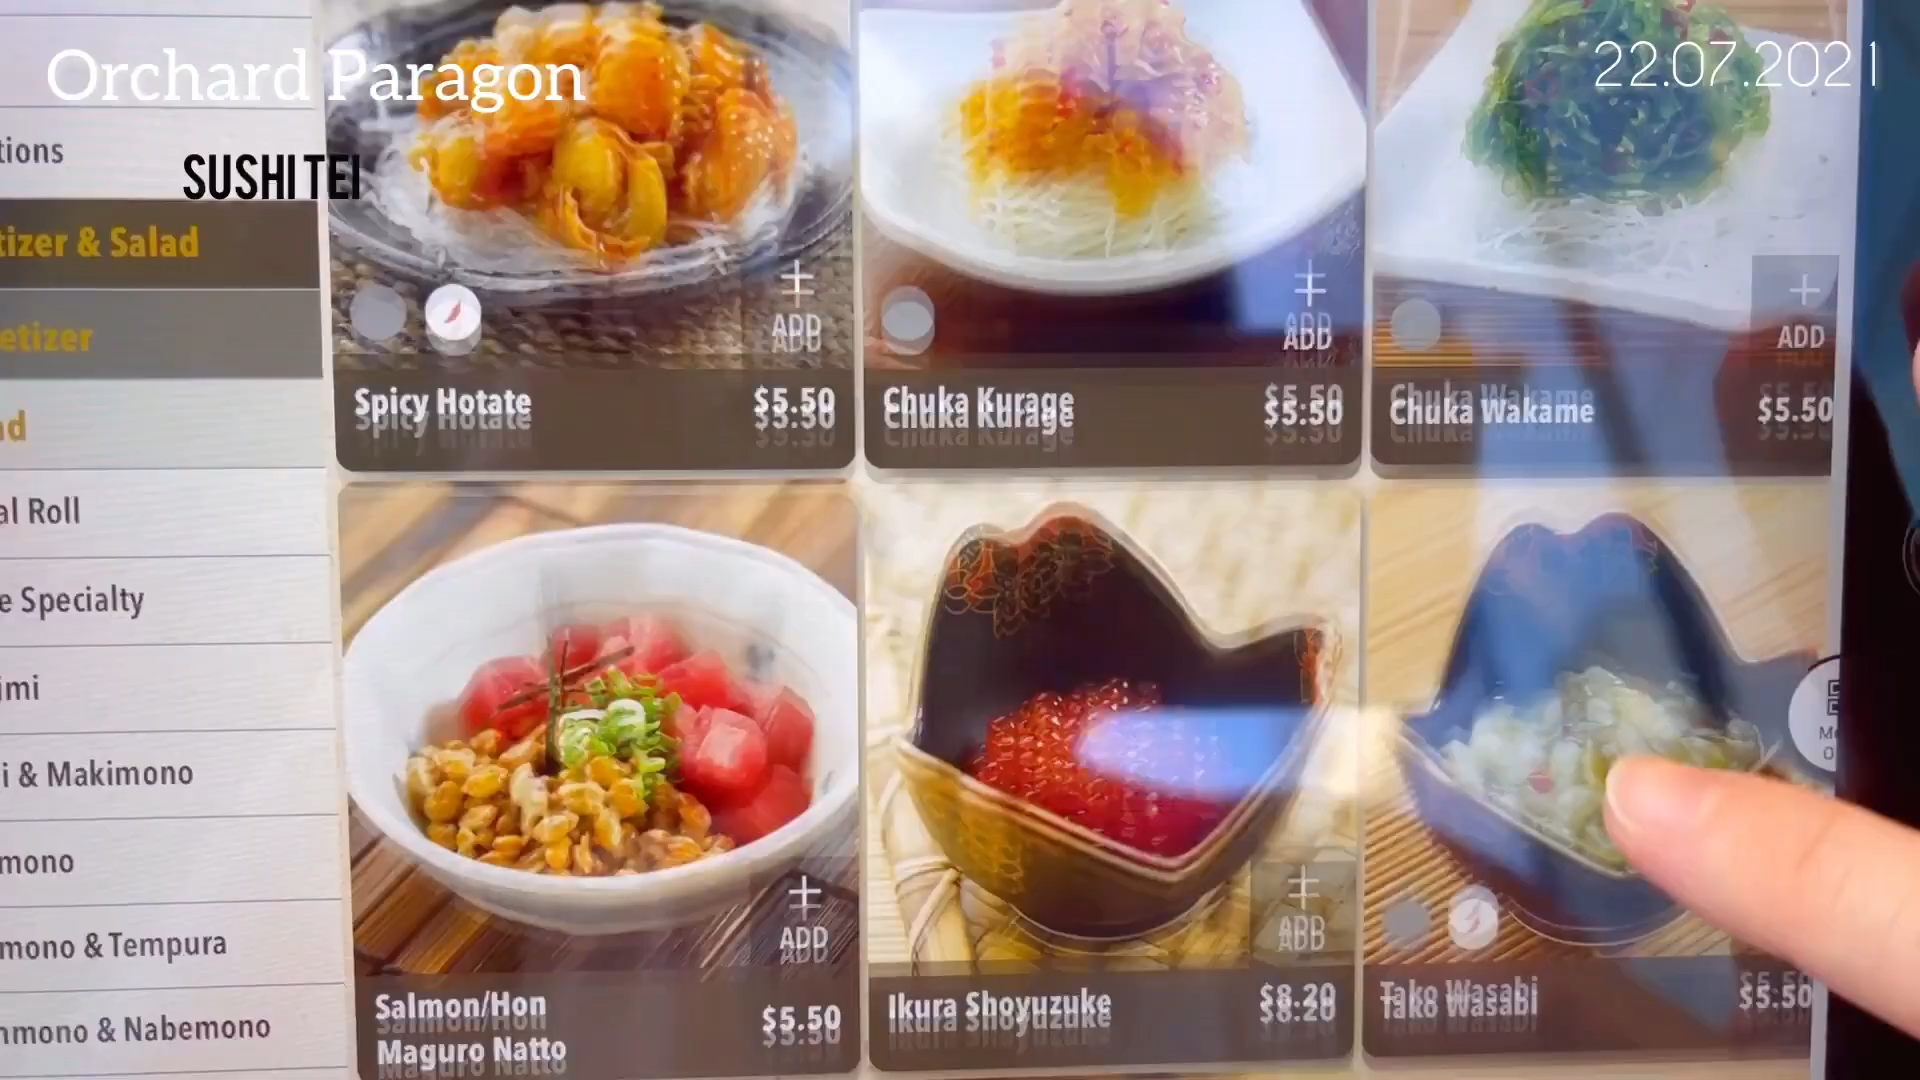 Orchard Paragon
22.07.2021
SUSHI TEI
tions
tizer & Salad
etizer
ad
al Roll
e Specialty
imi
i & Makimono
mono
mono & Tempura
nmono & Nabemono
ADD
ADD
ADD
Spicy Hotate $5.50
Chuka Kurage $5.50
Chuka Wakame $5.50
ADD
ADD
Salmon/Hon
Maguro Natto $5.50
Ikura Shoyuzuke $8.20
Tako Wasabi $5.50